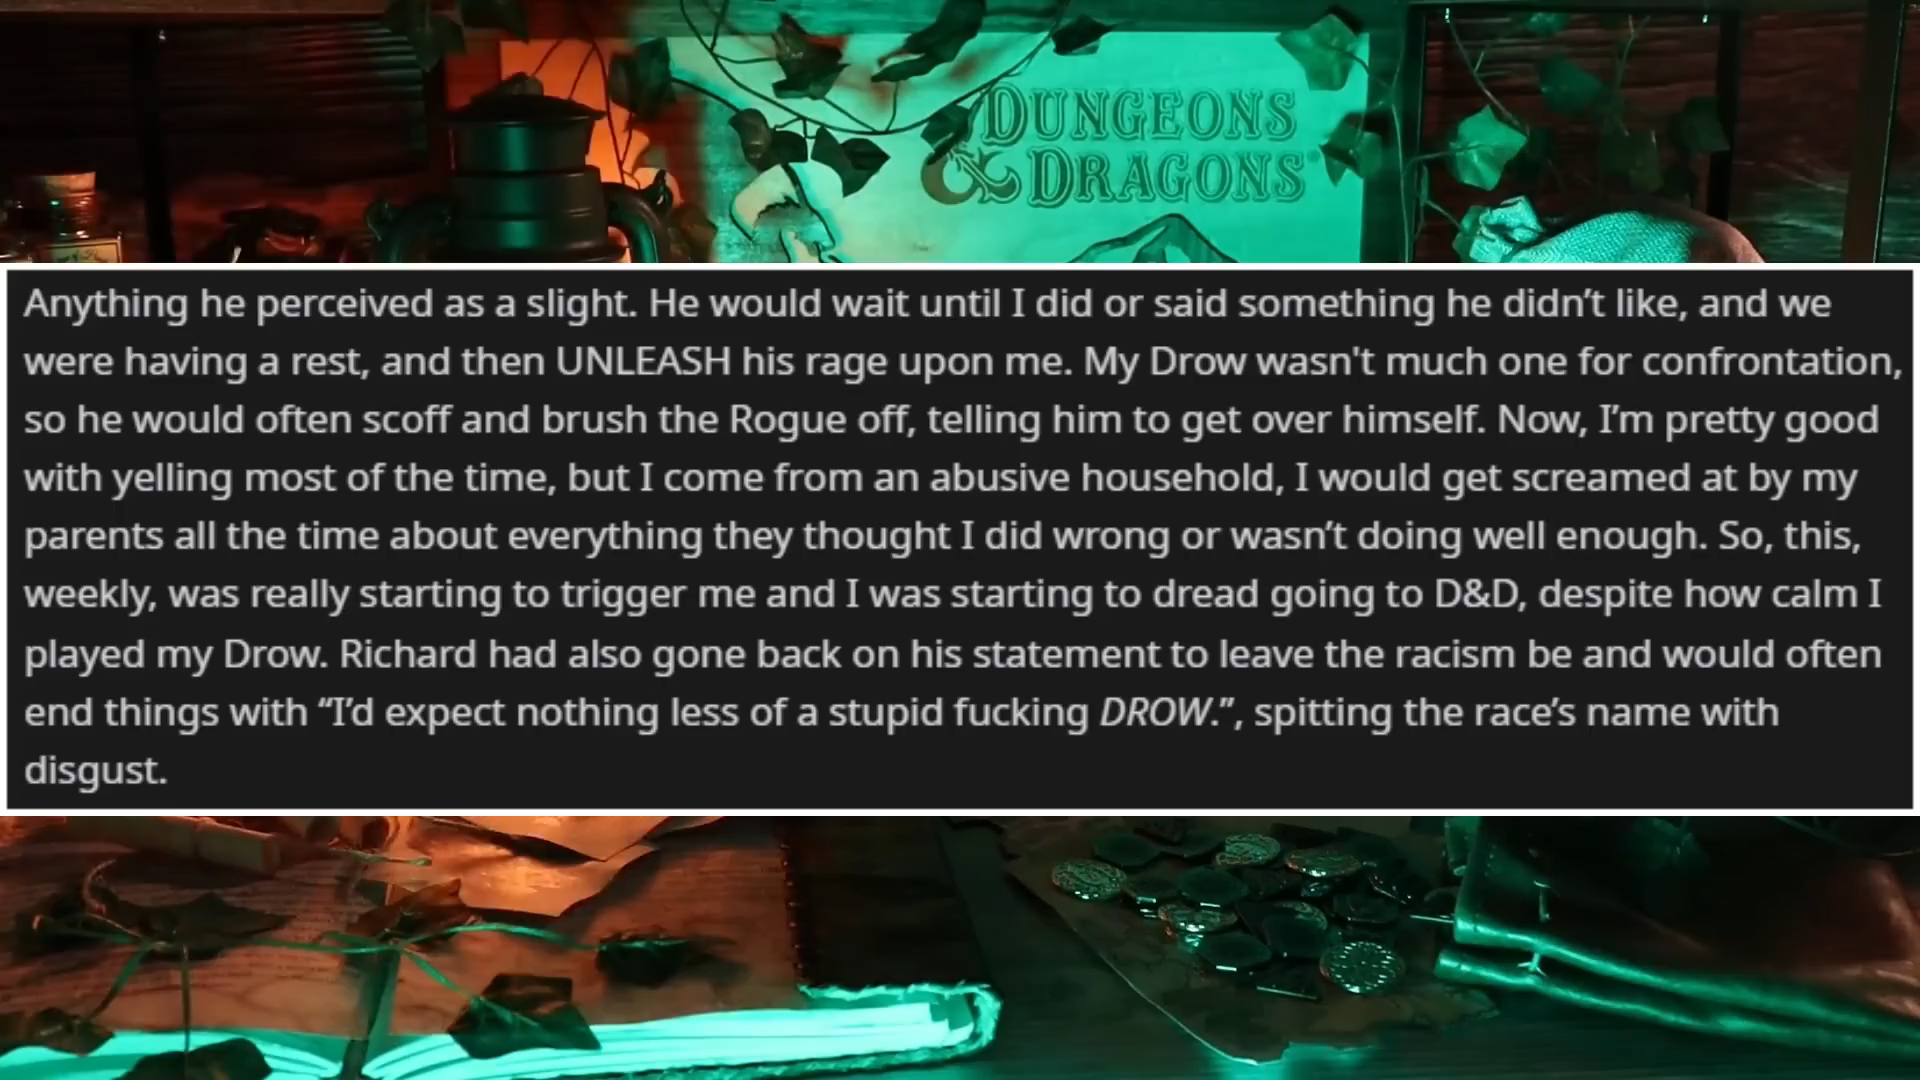 DUNGEONS
& DRAGONS
Anything he perceived as a slight. He would wait until I did or said something he didn’t like, and we
were having a rest, and then UNLEASH his rage upon me. My Drow wasn't much one for confrontation,
so he would often scoff and brush the Rogue off, telling him to get over himself. Now, I’m pretty good
with yelling most of the time, but I come from an abusive household, I would get screamed at by my
parents all the time about everything they thought I did wrong or wasn’t doing well enough. So, this,
weekly, was really starting to trigger me and I was starting to dread going to D&D, despite how calm I
played my Drow. Richard had also gone back on his statement to leave the racism be and would often
end things with “I’d expect nothing less of a stupid fucking DROW.”, spitting the race’s name with
disgust.